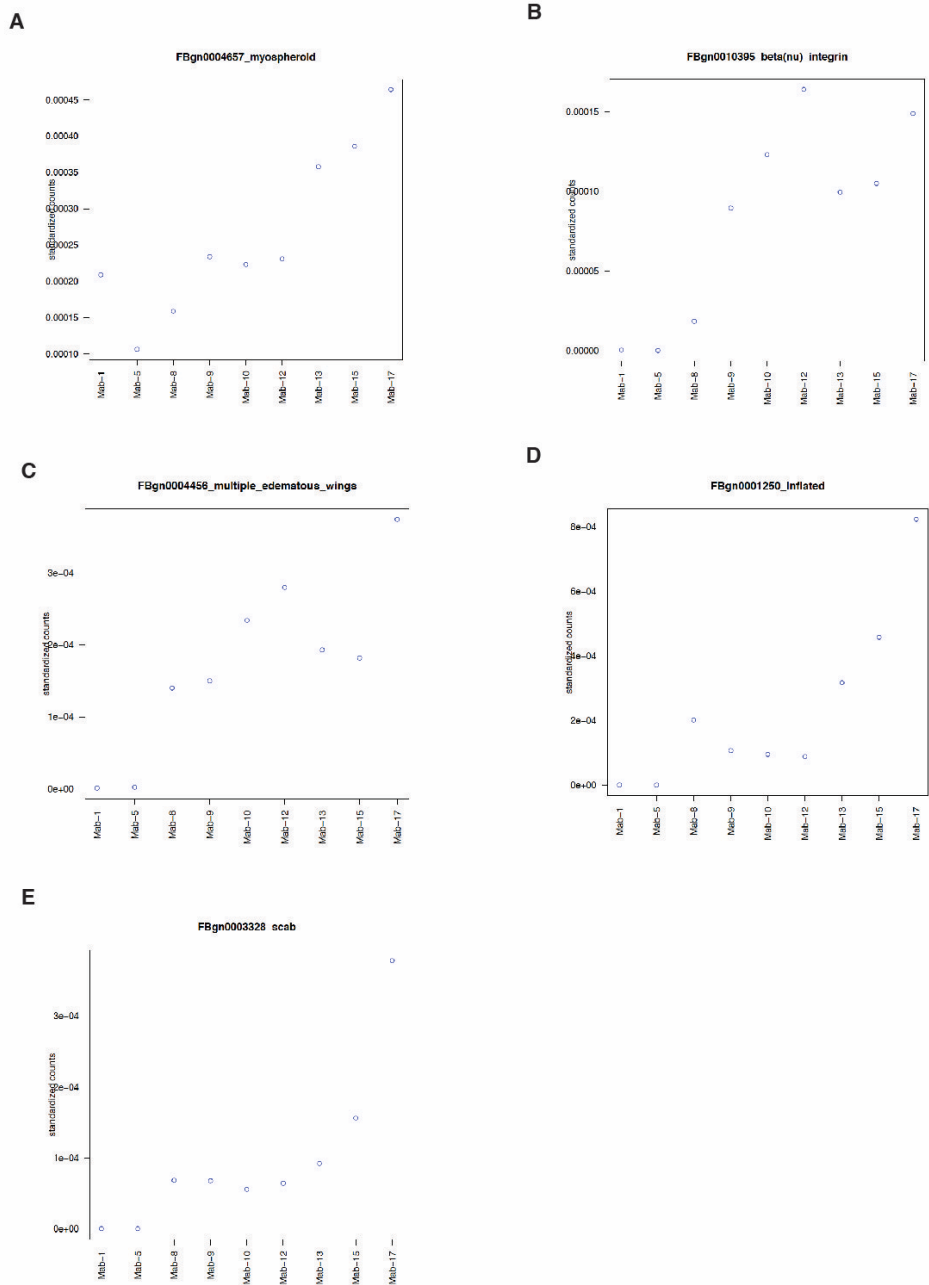 A
FBgn0004657_myospheroid
standardized counts
0.00045
0.00040
0.00035
0.00030
0.00025
0.00020
0.00015
0.00010
Mab-1
Mab-5
Mab-8
Mab-9
Mab-10
Mab-12
Mab-13
Mab-15
Mab-17
B
FBgn0010395 beta(nu) integrin
standardized counts
0.00015
0.00010
0.00005
0.00000
Mab-1
Mab-5
Mab-8
Mab-9
Mab-10
Mab-12
Mab-13
Mab-15
Mab-17
C
FBgn0004456_multiple_edematous_wings
standardized counts
3e-04
2e-04
1e-04
0e+00
Mab-1
Mab-5
Mab-8
Mab-9
Mab-10
Mab-12
Mab-13
Mab-15
Mab-17
D
FBgn0001250_Inflated
standardized counts
8e-04
6e-04
4e-04
2e-04
0e+00
Mab-1
Mab-5
Mab-8
Mab-9
Mab-10
Mab-12
Mab-13
Mab-15
Mab-17
E
FBgn0003328 scab
standardized counts
3e-04
2e-04
1e-04
0e+00
Mab-1
Mab-5
Mab-8
Mab-9
Mab-10
Mab-12
Mab-13
Mab-15
Mab-17